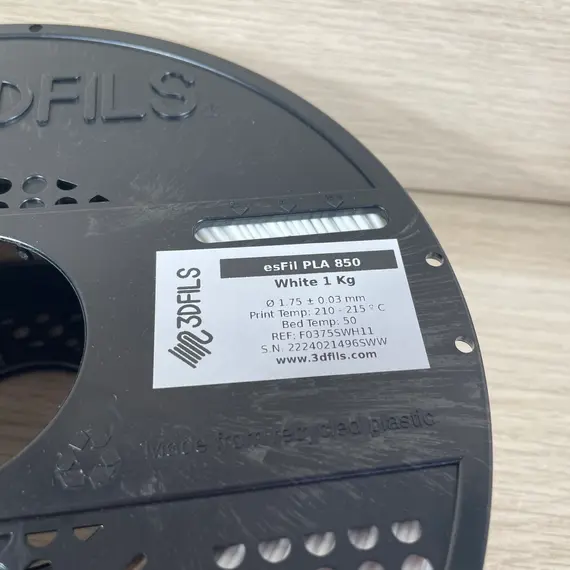 3DFILS
esFil PLA 850
White 1 Kg
3DFILS
Ø 1.75 ± 0.03 mm
Print Temp: 210 - 215 º C
Bed Temp: 50
REF: F0375SWH11
S.N. 2224021496SWW
www.3dfils.com
Made from recycled plastic